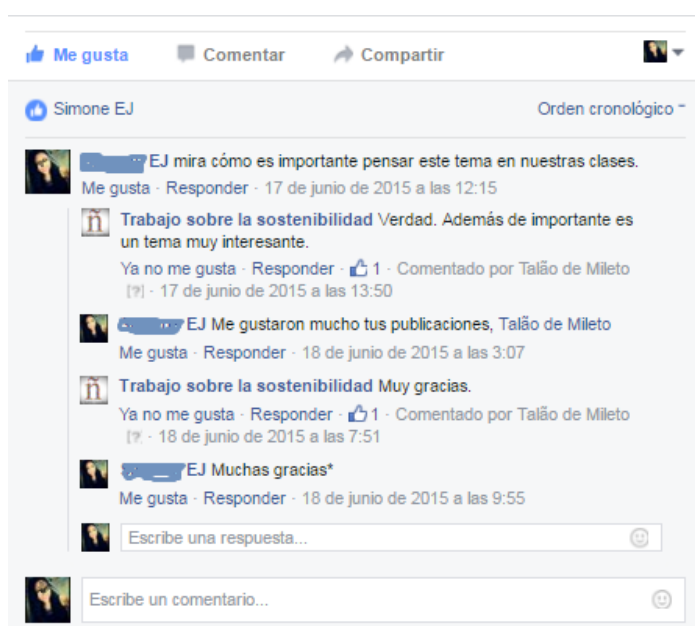 Me gusta Comentar Compartir
Simone EJ Orden cronológico
EJ mira cómo es importante pensar este tema en nuestras clases.
Me gusta · Responder · 17 de junio de 2015 a las 12:15
ñ Trabajo sobre la sostenibilidad Verdad. Además de importante es
un tema muy interesante.
Ya no me gusta · Responder · 1 · Comentado por Talão de Mileto
[?] · 17 de junio de 2015 a las 13:50
EJ Me gustaron mucho tus publicaciones, Talão de Mileto
Me gusta · Responder · 18 de junio de 2015 a las 3:07
ñ Trabajo sobre la sostenibilidad Muy gracias.
Ya no me gusta · Responder · 1 · Comentado por Talão de Mileto
[?] · 18 de junio de 2015 a las 7:51
EJ Muchas gracias*
Me gusta · Responder · 18 de junio de 2015 a las 9:55
Escribe una respuesta...
Escribe un comentario...